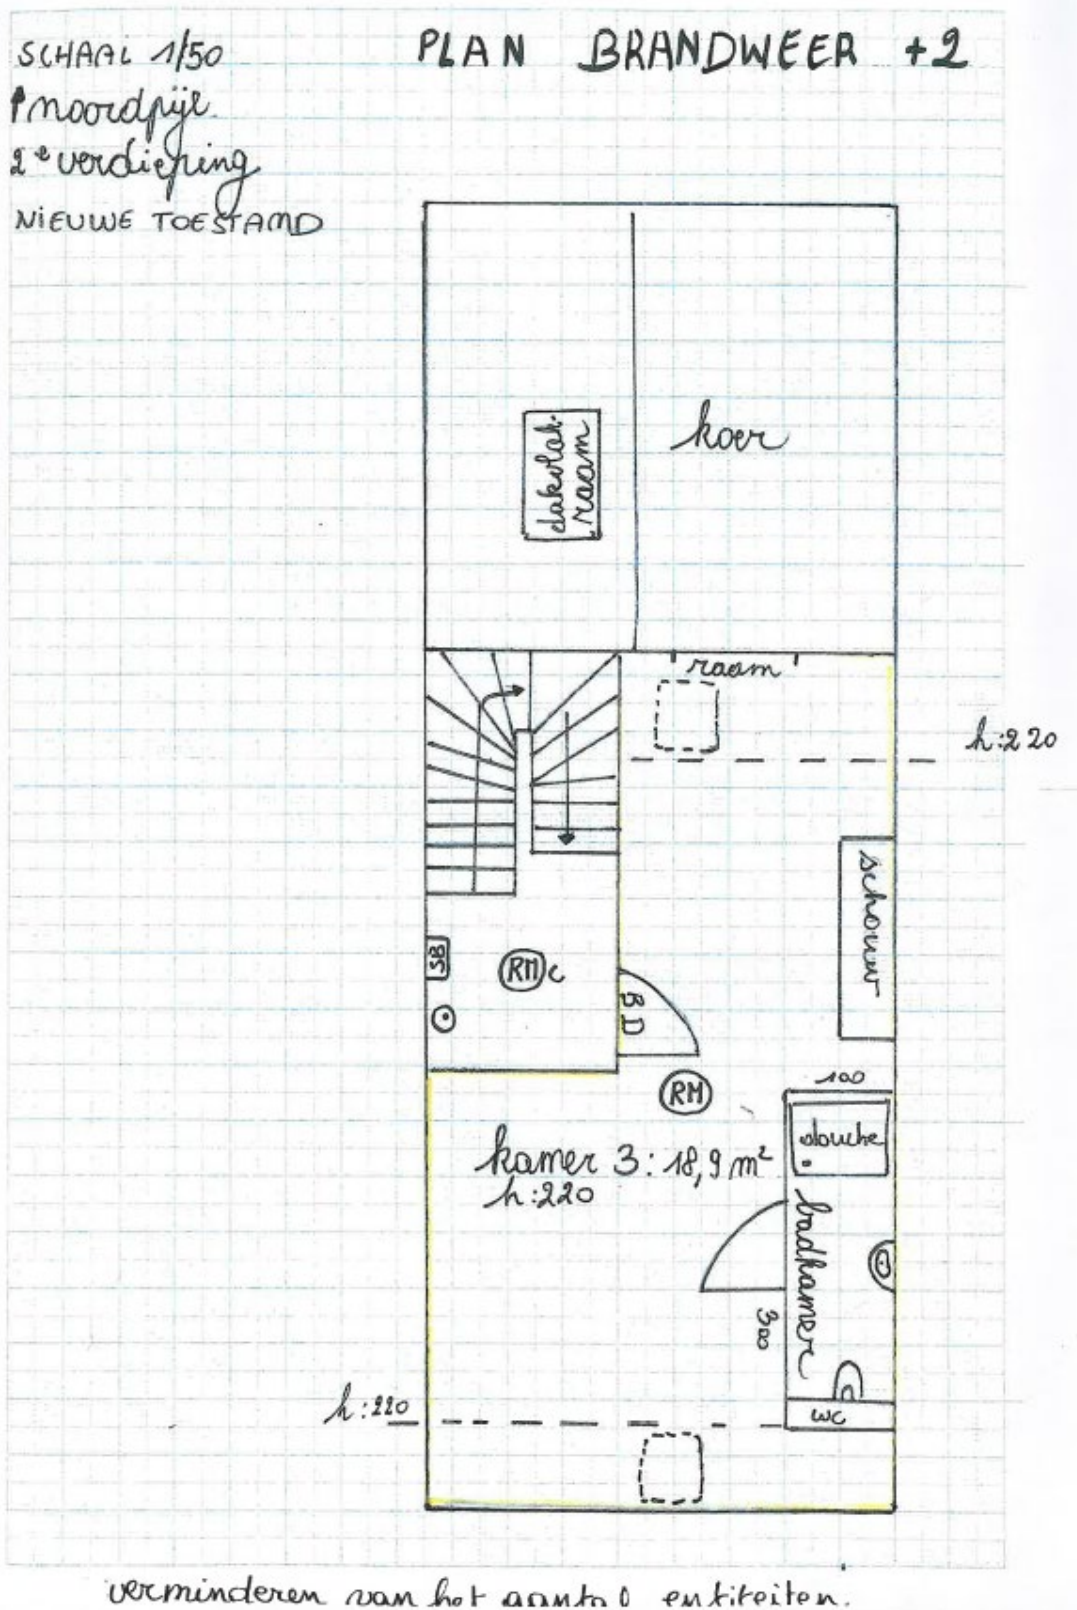 SCHAAL 1/50
PLAN BRANDWEER +2
noordpijl
2e verdieping
NIEUWE TOESTAND
koer
dakvlak-
raam
raam
h:220
schouw
SB
RM c
BD
RM
100
douche
kamer 3: 18,9 m²
h:220
badkamer
300
h:220
WC
verminderen van het aantal entiteiten.